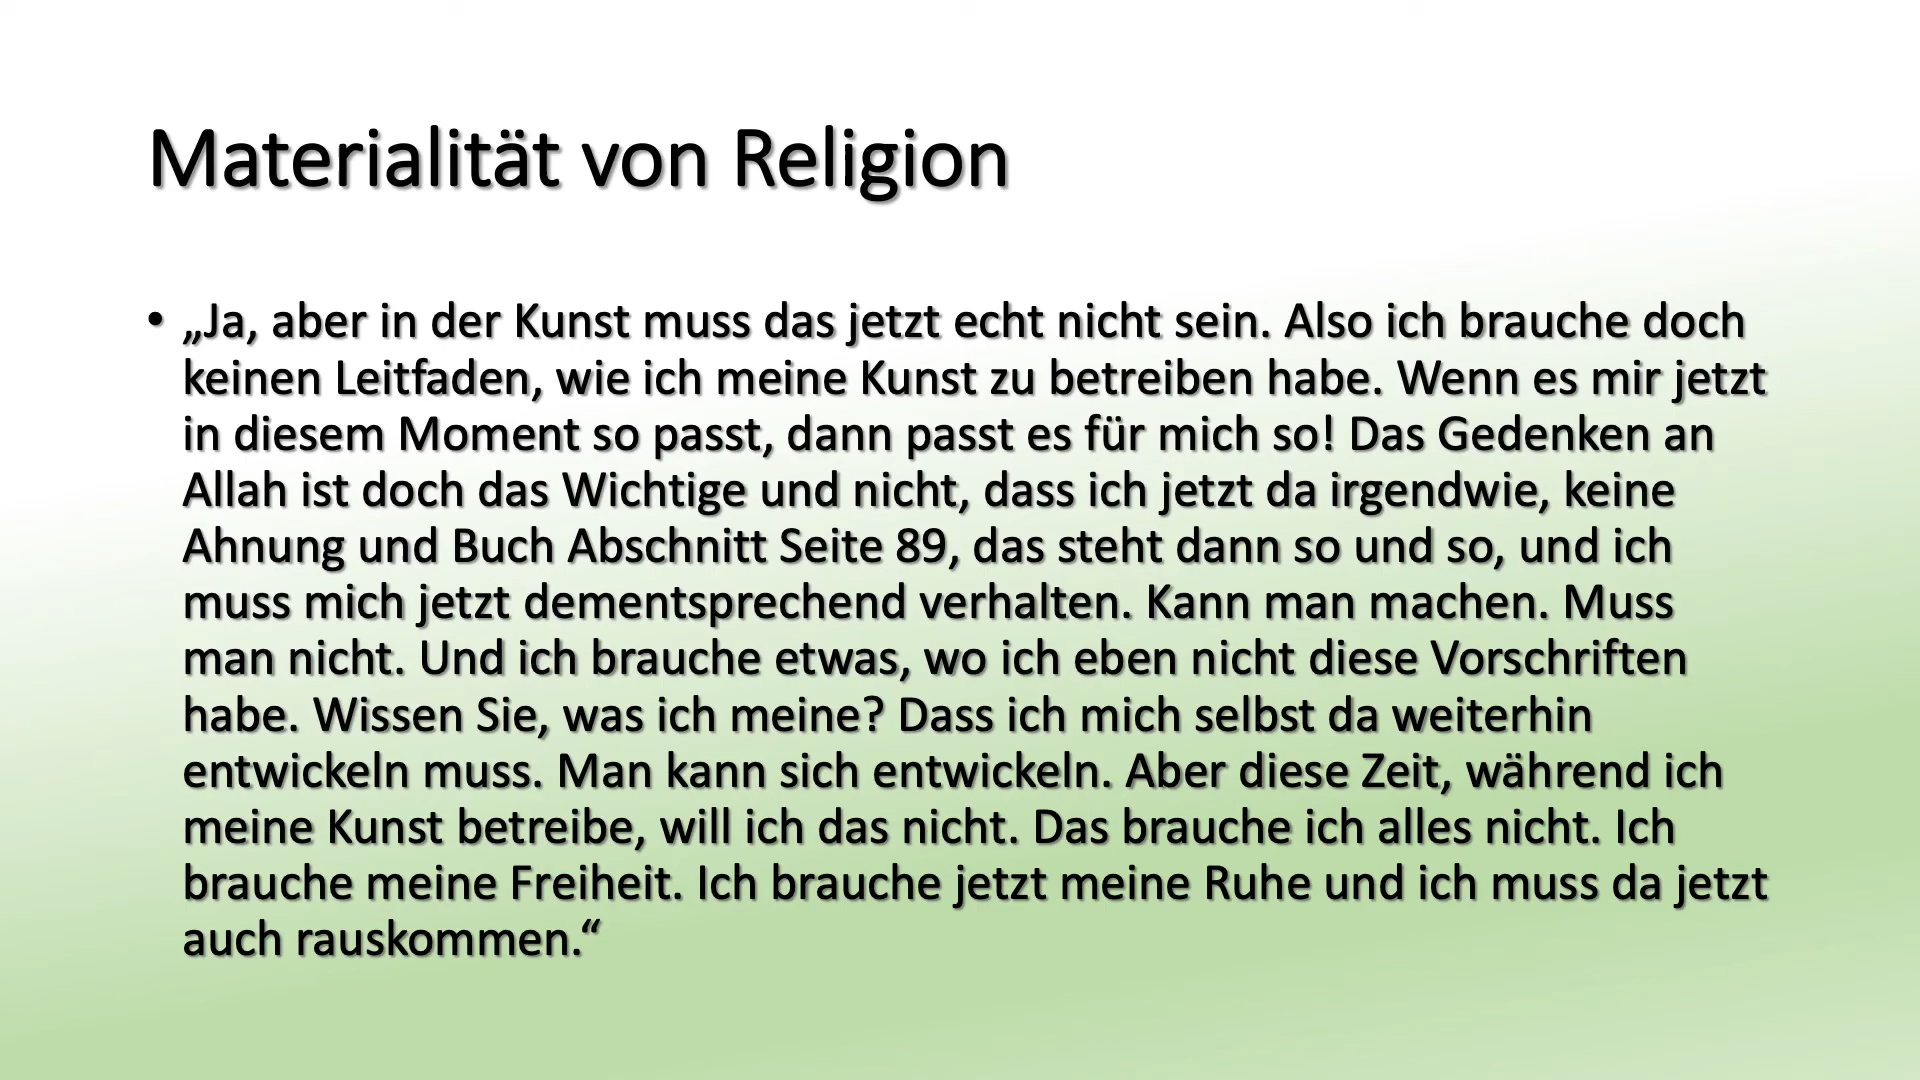 Materialität von Religion
• „Ja, aber in der Kunst muss das jetzt echt nicht sein. Also ich brauche doch
keinen Leitfaden, wie ich meine Kunst zu betreiben habe. Wenn es mir jetzt
in diesem Moment so passt, dann passt es für mich so! Das Gedenken an
Allah ist doch das Wichtige und nicht, dass ich jetzt da irgendwie, keine
Ahnung und Buch Abschnitt Seite 89, das steht dann so und so, und ich
muss mich jetzt dementsprechend verhalten. Kann man machen. Muss
man nicht. Und ich brauche etwas, wo ich eben nicht diese Vorschriften
habe. Wissen Sie, was ich meine? Dass ich mich selbst da weiterhin
entwickeln muss. Man kann sich entwickeln. Aber diese Zeit, während ich
meine Kunst betreibe, will ich das nicht. Das brauche ich alles nicht. Ich
brauche meine Freiheit. Ich brauche jetzt meine Ruhe und ich muss da jetzt
auch rauskommen.“